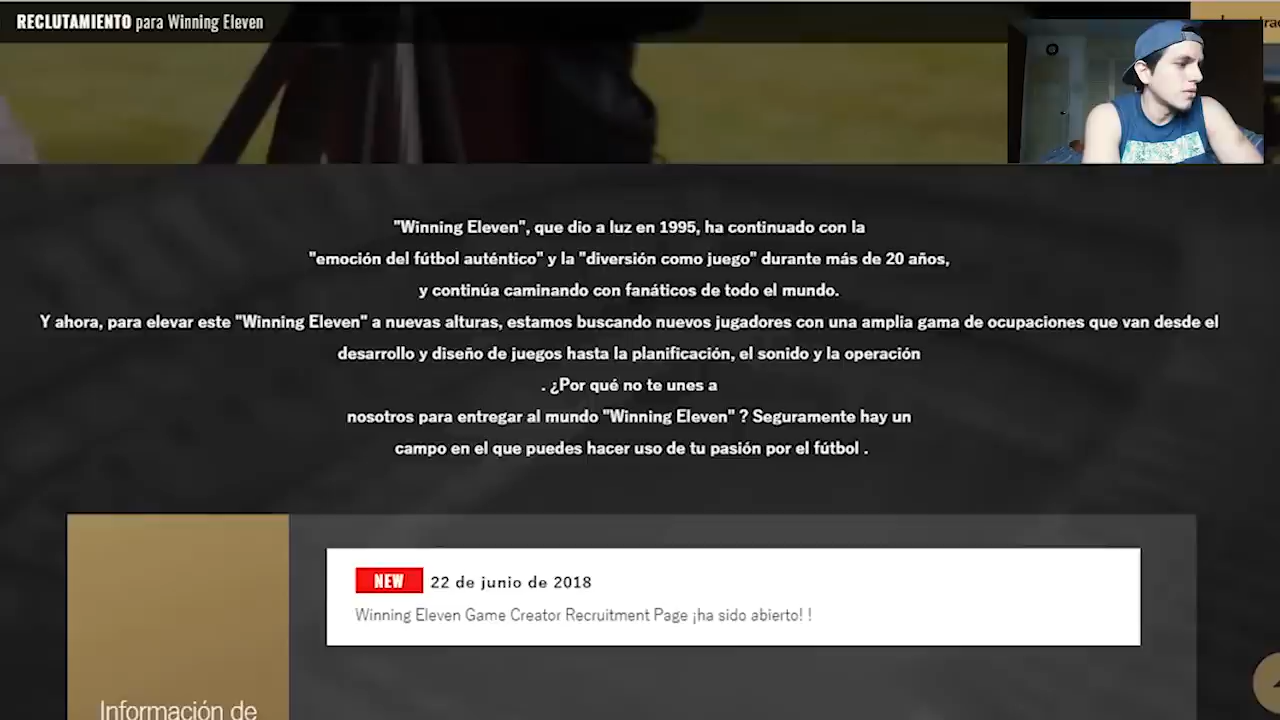 RECLUTAMIENTO para Winning Eleven
"Winning Eleven", que dio a luz en 1995, ha continuado con la
"emoción del fútbol auténtico" y la "diversión como juego" durante más de 20 años,
y continúa caminando con fanáticos de todo el mundo.
Y ahora, para elevar este "Winning Eleven" a nuevas alturas, estamos buscando nuevos jugadores con una amplia gama de ocupaciones que van desde el
desarrollo y diseño de juegos hasta la planificación, el sonido y la operación
. ¿Por qué no te unes a
nosotros para entregar al mundo "Winning Eleven" ? Seguramente hay un
campo en el que puedes hacer uso de tu pasión por el fútbol .
NEW 22 de junio de 2018
Winning Eleven Game Creator Recruitment Page ¡ha sido abierto! !
Información de